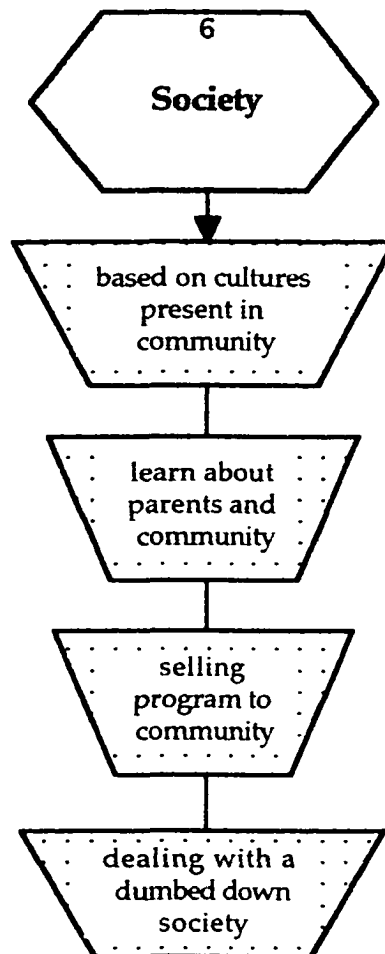 6
Society
based on cultures
present in
community
learn about
parents and
community
selling
program to
community
dealing with a
dumbed down
society